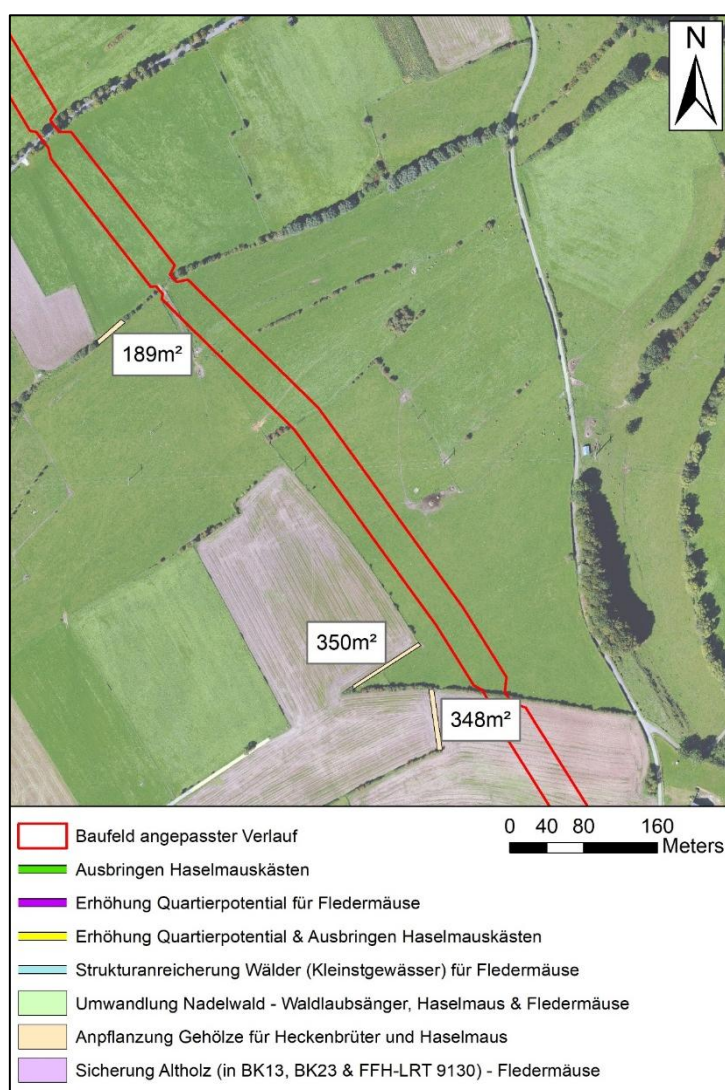 N
189m²
350m²
348m²
Baufeld angepasster Verlauf
0 40 80 160
Meters
Ausbringen Haselmauskästen
Erhöhung Quartierpotential für Fledermäuse
Erhöhung Quartierpotential & Ausbringen Haselmauskästen
Strukturanreicherung Wälder (Kleinstgewässer) für Fledermäuse
Umwandlung Nadelwald - Waldlaubsänger, Haselmaus & Fledermäuse
Anpflanzung Gehölze für Heckenbrüter und Haselmaus
Sicherung Altholz (in BK13, BK23 & FFH-LRT 9130) - Fledermäuse